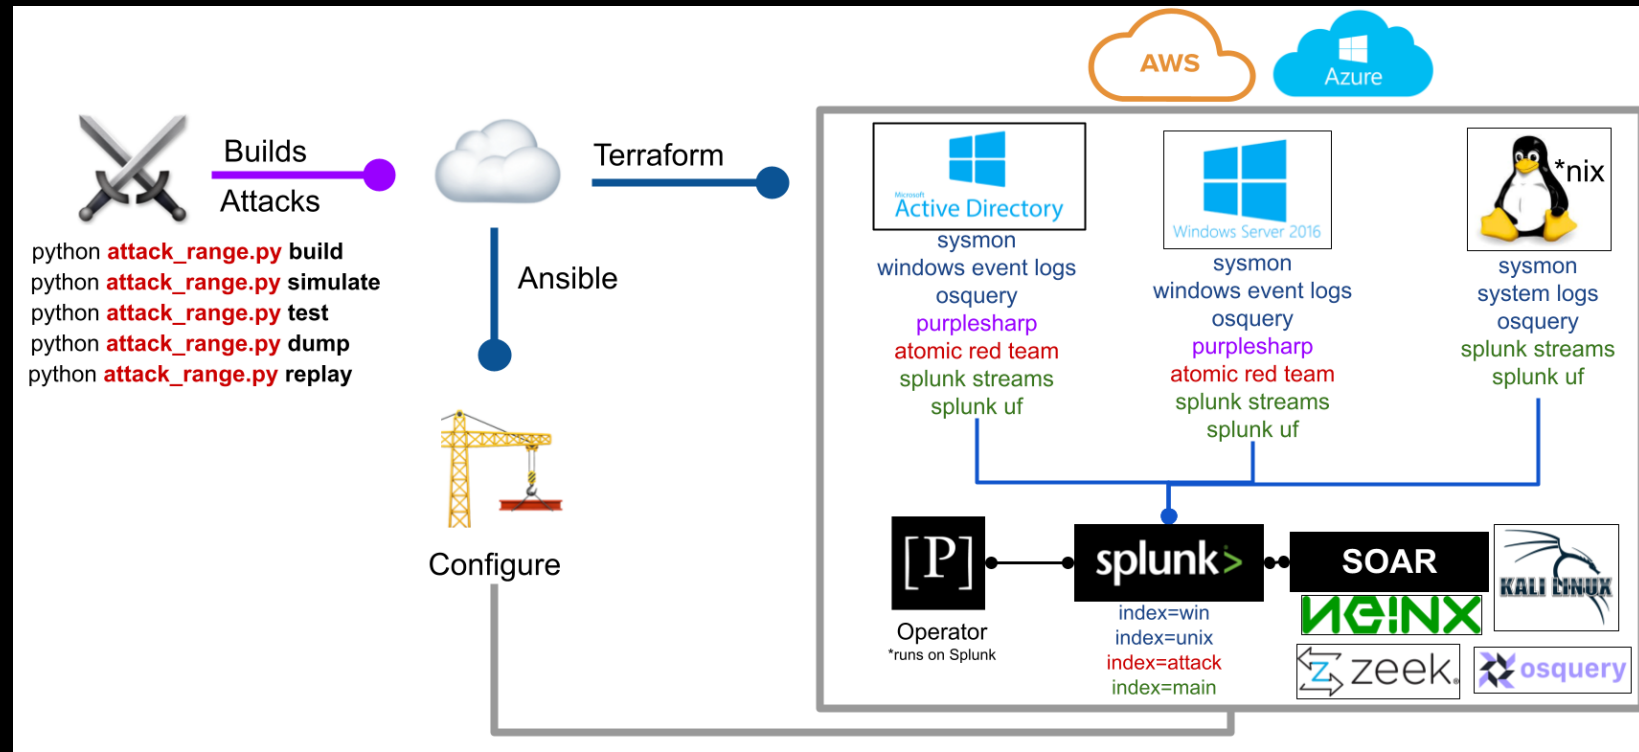 AWS
Azure
Builds
Attacks
python attack_range.py build
python attack_range.py simulate
python attack_range.py test
python attack_range.py dump
python attack_range.py replay
Terraform
Ansible
Configure
Microsoft
Active Directory
sysmon
windows event logs
osquery
purplesharp
atomic red team
splunk streams
splunk uf
Windows Server 2016
sysmon
windows event logs
osquery
purplesharp
atomic red team
splunk streams
splunk uf
*nix
sysmon
system logs
osquery
splunk streams
splunk uf
[P]
Operator
*runs on Splunk
splunk>
index=win
index=unix
index=attack
index=main
SOAR
NGINX
KALI LINUX
zeek
osquery